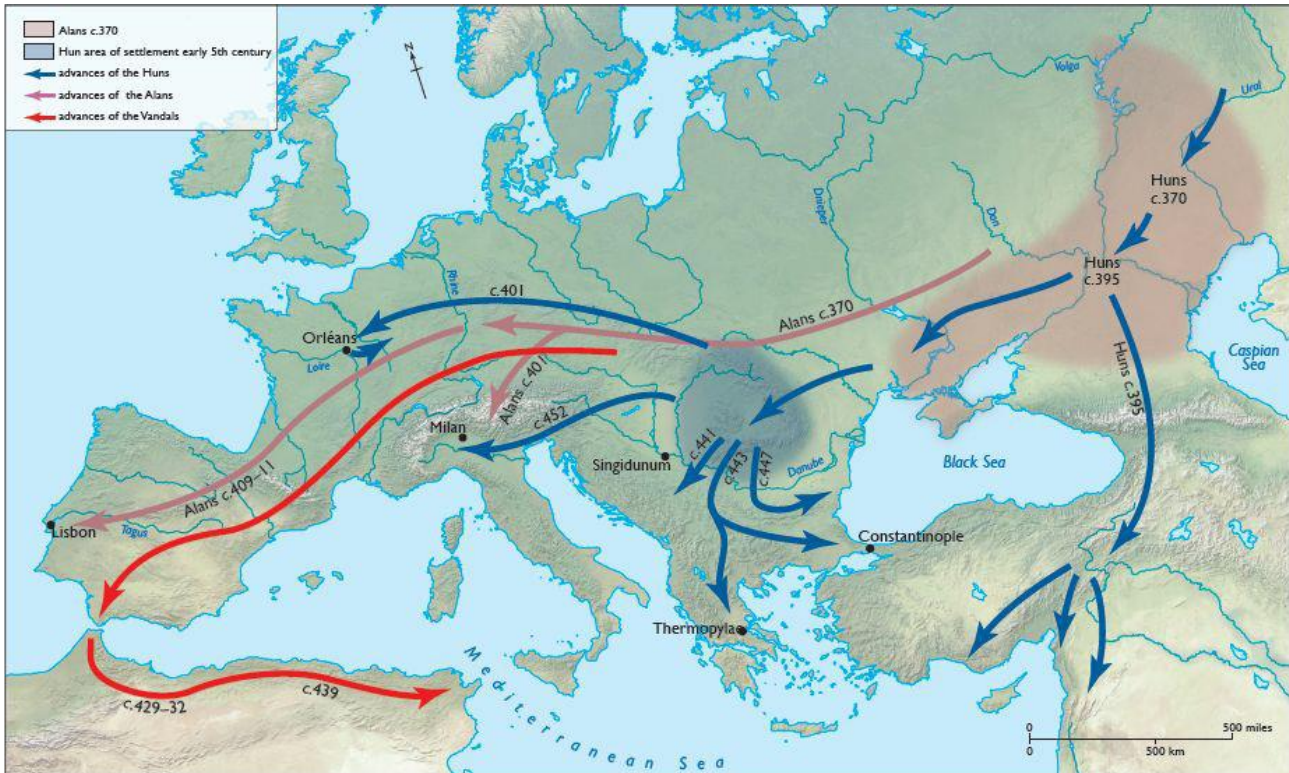 Alans c.370
Hun area of settlement early 5th century
advances of the Huns
advances of the Alans
advances of the Vandals
N
Volga
Ural
Huns
c.370
Dnieper
Don
Huns
c.395
Rhine
c.401
Alans c.370
Orléans
Loire
Alans c.401
Huns c.395
Caspian
Sea
Milan
c.452
c.441
c.443
c.447
Singidunum
Danube
Black Sea
Alans c.409–11
Lisbon
Tagus
Constantinople
Thermopylae
Mediterranean Sea
c.429–32
c.439
0 500 miles
0 500 km